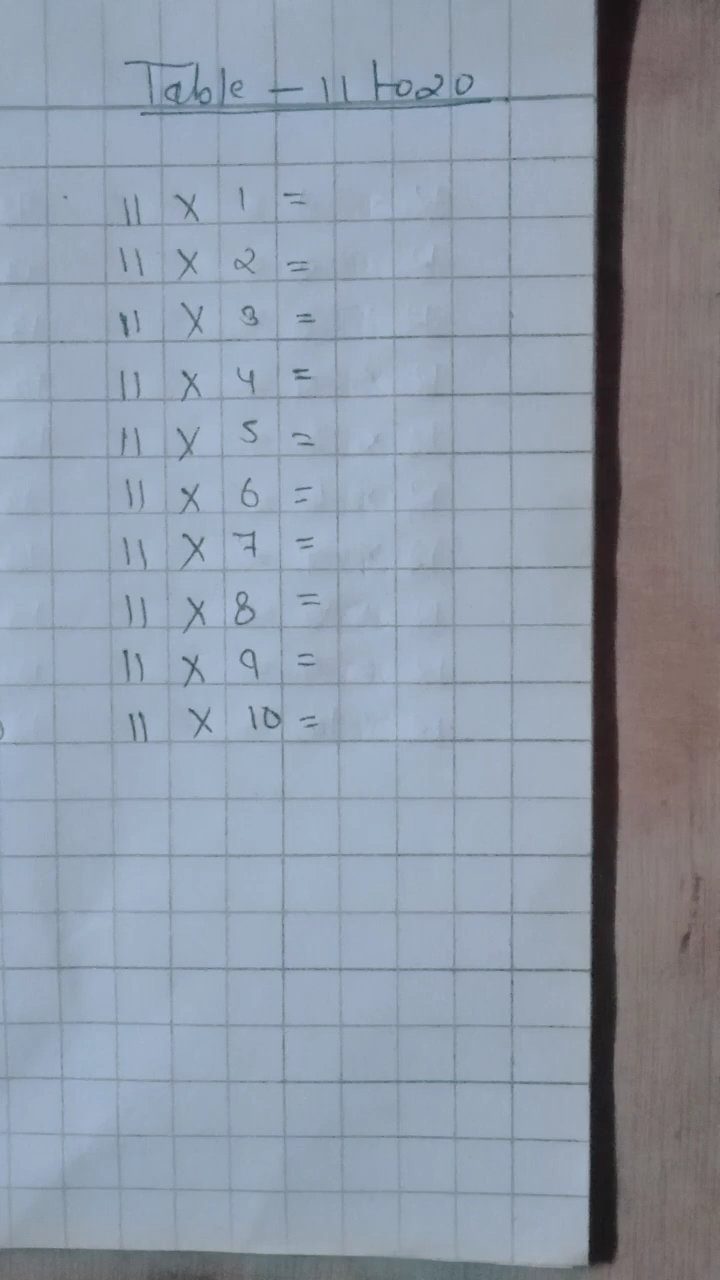 Table - 11 to 20
11 X 1 =
11 X 2 =
11 X 3 =
11 X 4 =
11 X 5 =
11 X 6 =
11 X 7 =
11 X 8 =
11 X 9 =
11 X 10 =